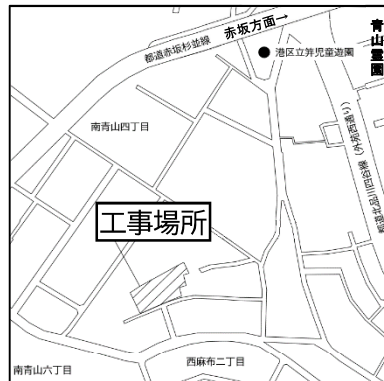 都道赤坂杉並線
赤坂方面→
青山霊園
港区立笄児童遊園
南青山四丁目
都道北品川四谷線(外苑西通り)
工事場所
南青山六丁目
西麻布二丁目